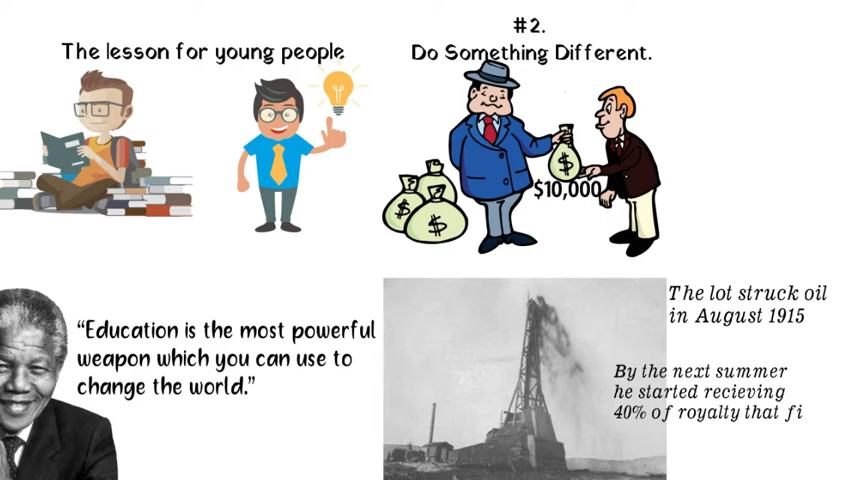 The lesson for young people
#2.
Do Something Different.
$10,000
“Education is the most powerful
weapon which you can use to
change the world.”
The lot struck oil
in August 1915
By the next summer
he started recieving
40% of royalty that fi